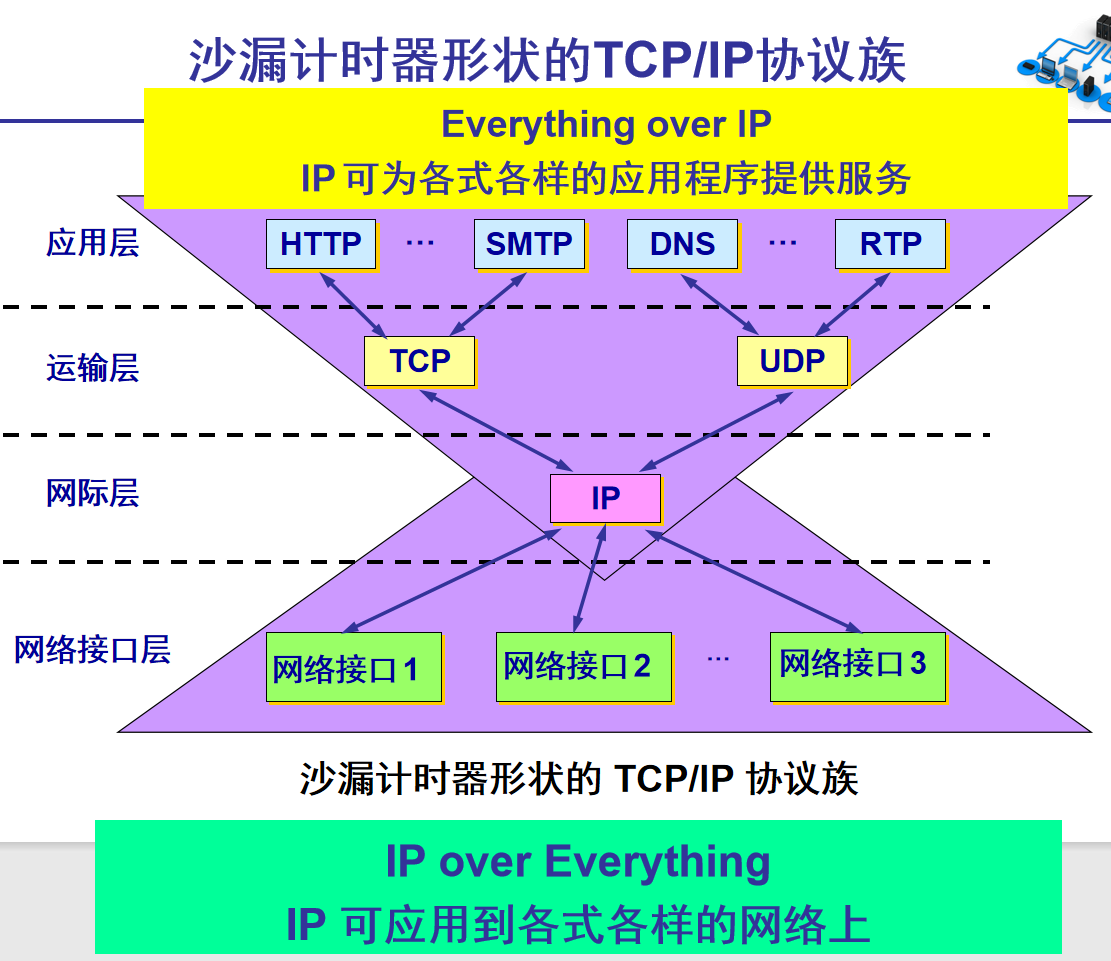 沙漏计时器形状的TCP/IP协议族
Everything over IP
IP 可为各式各样的应用程序提供服务
应用层
HTTP … SMTP DNS … RTP
运输层
TCP UDP
网际层
IP
网络接口层
网络接口1 网络接口2 … 网络接口3
沙漏计时器形状的 TCP/IP 协议族
IP over Everything
IP 可应用到各式各样的网络上